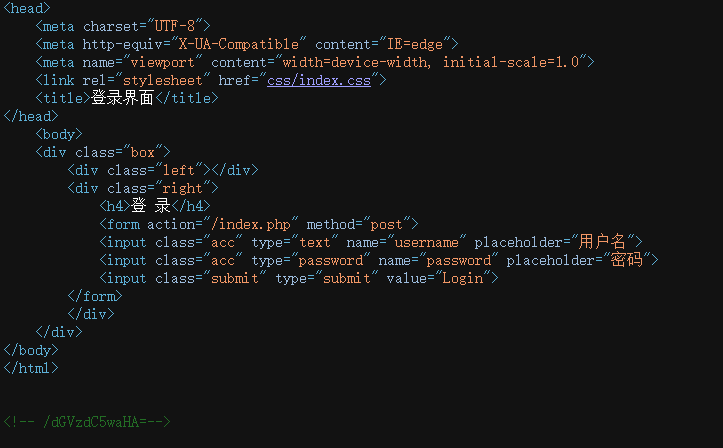 <head>
    <meta charset="UTF-8">
    <meta http-equiv="X-UA-Compatible" content="IE=edge">
    <meta name="viewport" content="width=device-width, initial-scale=1.0">
    <link rel="stylesheet" href="css/index.css">
    <title>登录界面</title>
</head>
    <body>
    <div class="box">
        <div class="left"></div>
        <div class="right">
            <h4>登 录</h4>
            <form action="/index.php" method="post">
            <input class="acc" type="text" name="username" placeholder="用户名">
            <input class="acc" type="password" name="password" placeholder="密码">
            <input class="submit" type="submit" value="Login">
        </form>
        </div>
    </div>
</body>
</html>
<!-- /dGVzdC5waHA=-->